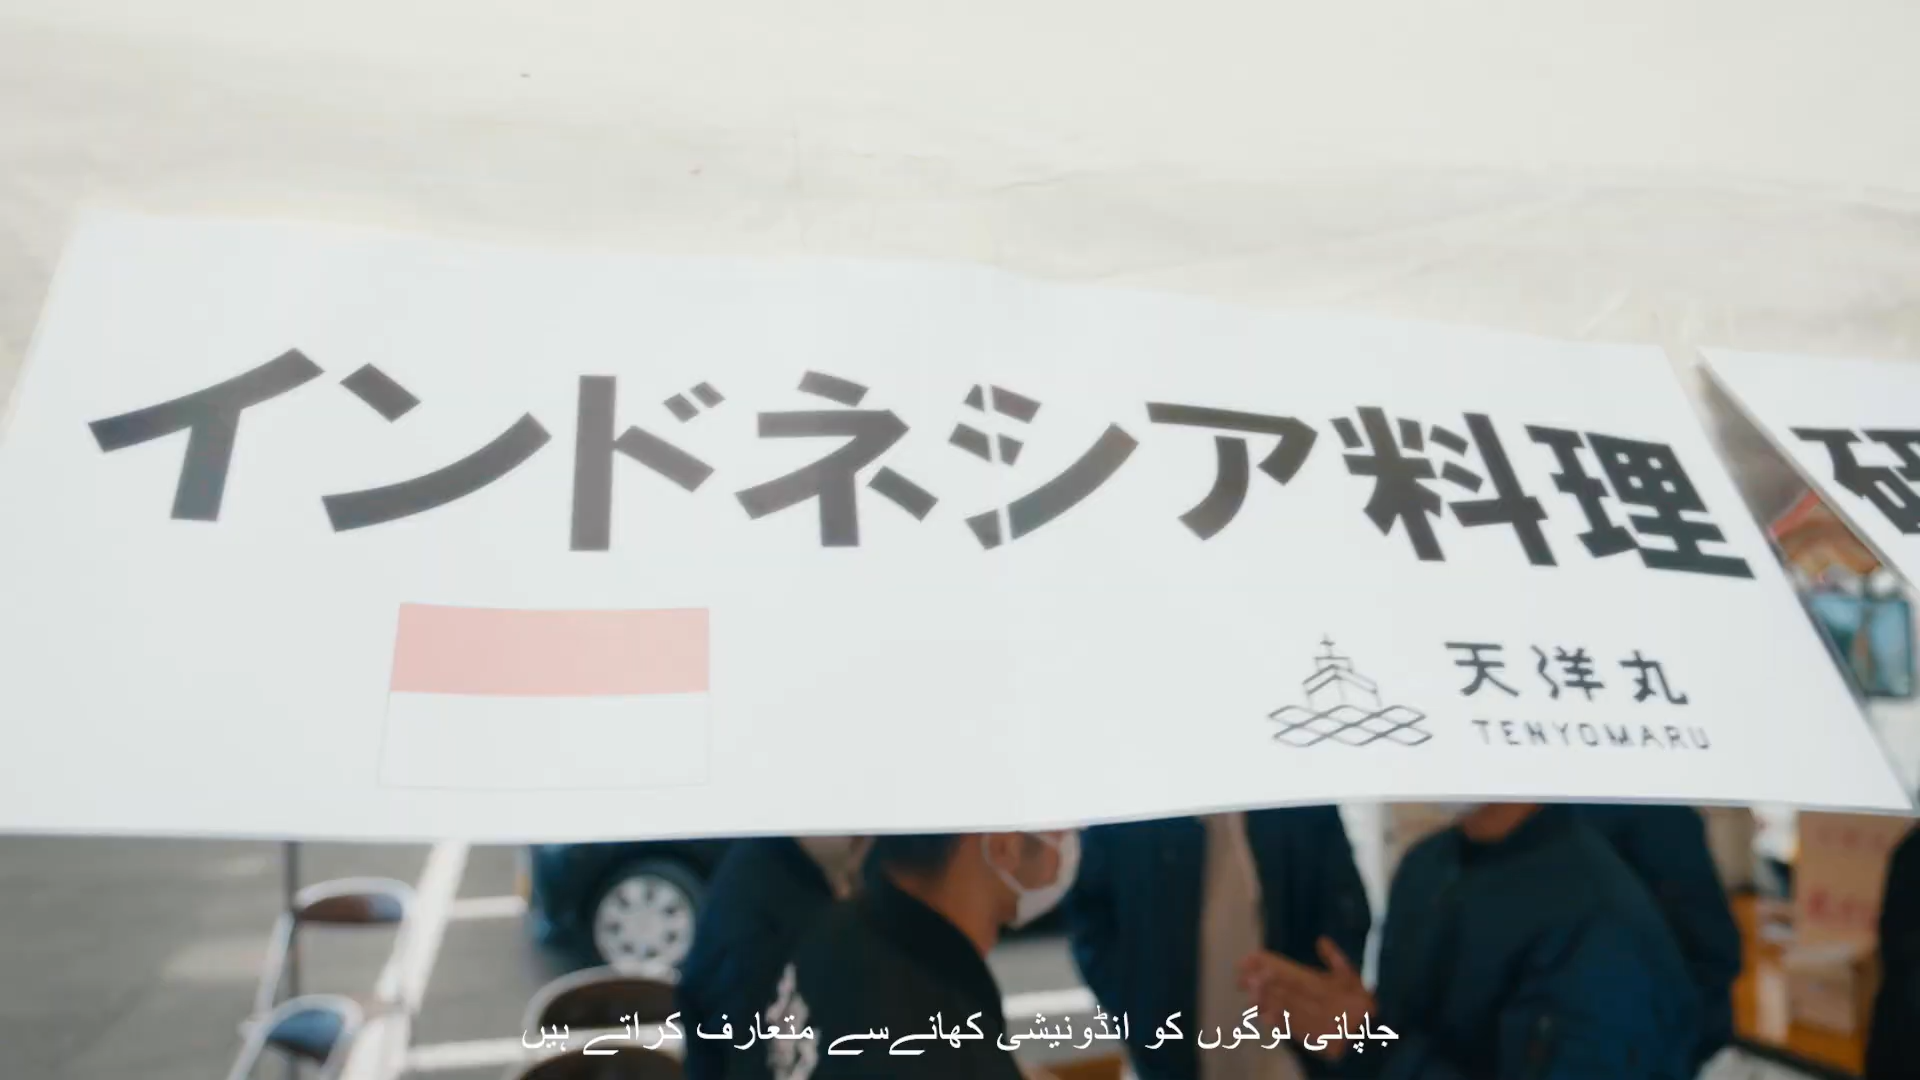 インドネシア料理
研
天洋丸
TENYOMARU
جاپانی لوگوں کو انڈونیشی کھانےسے متعارف کراتے ہیں